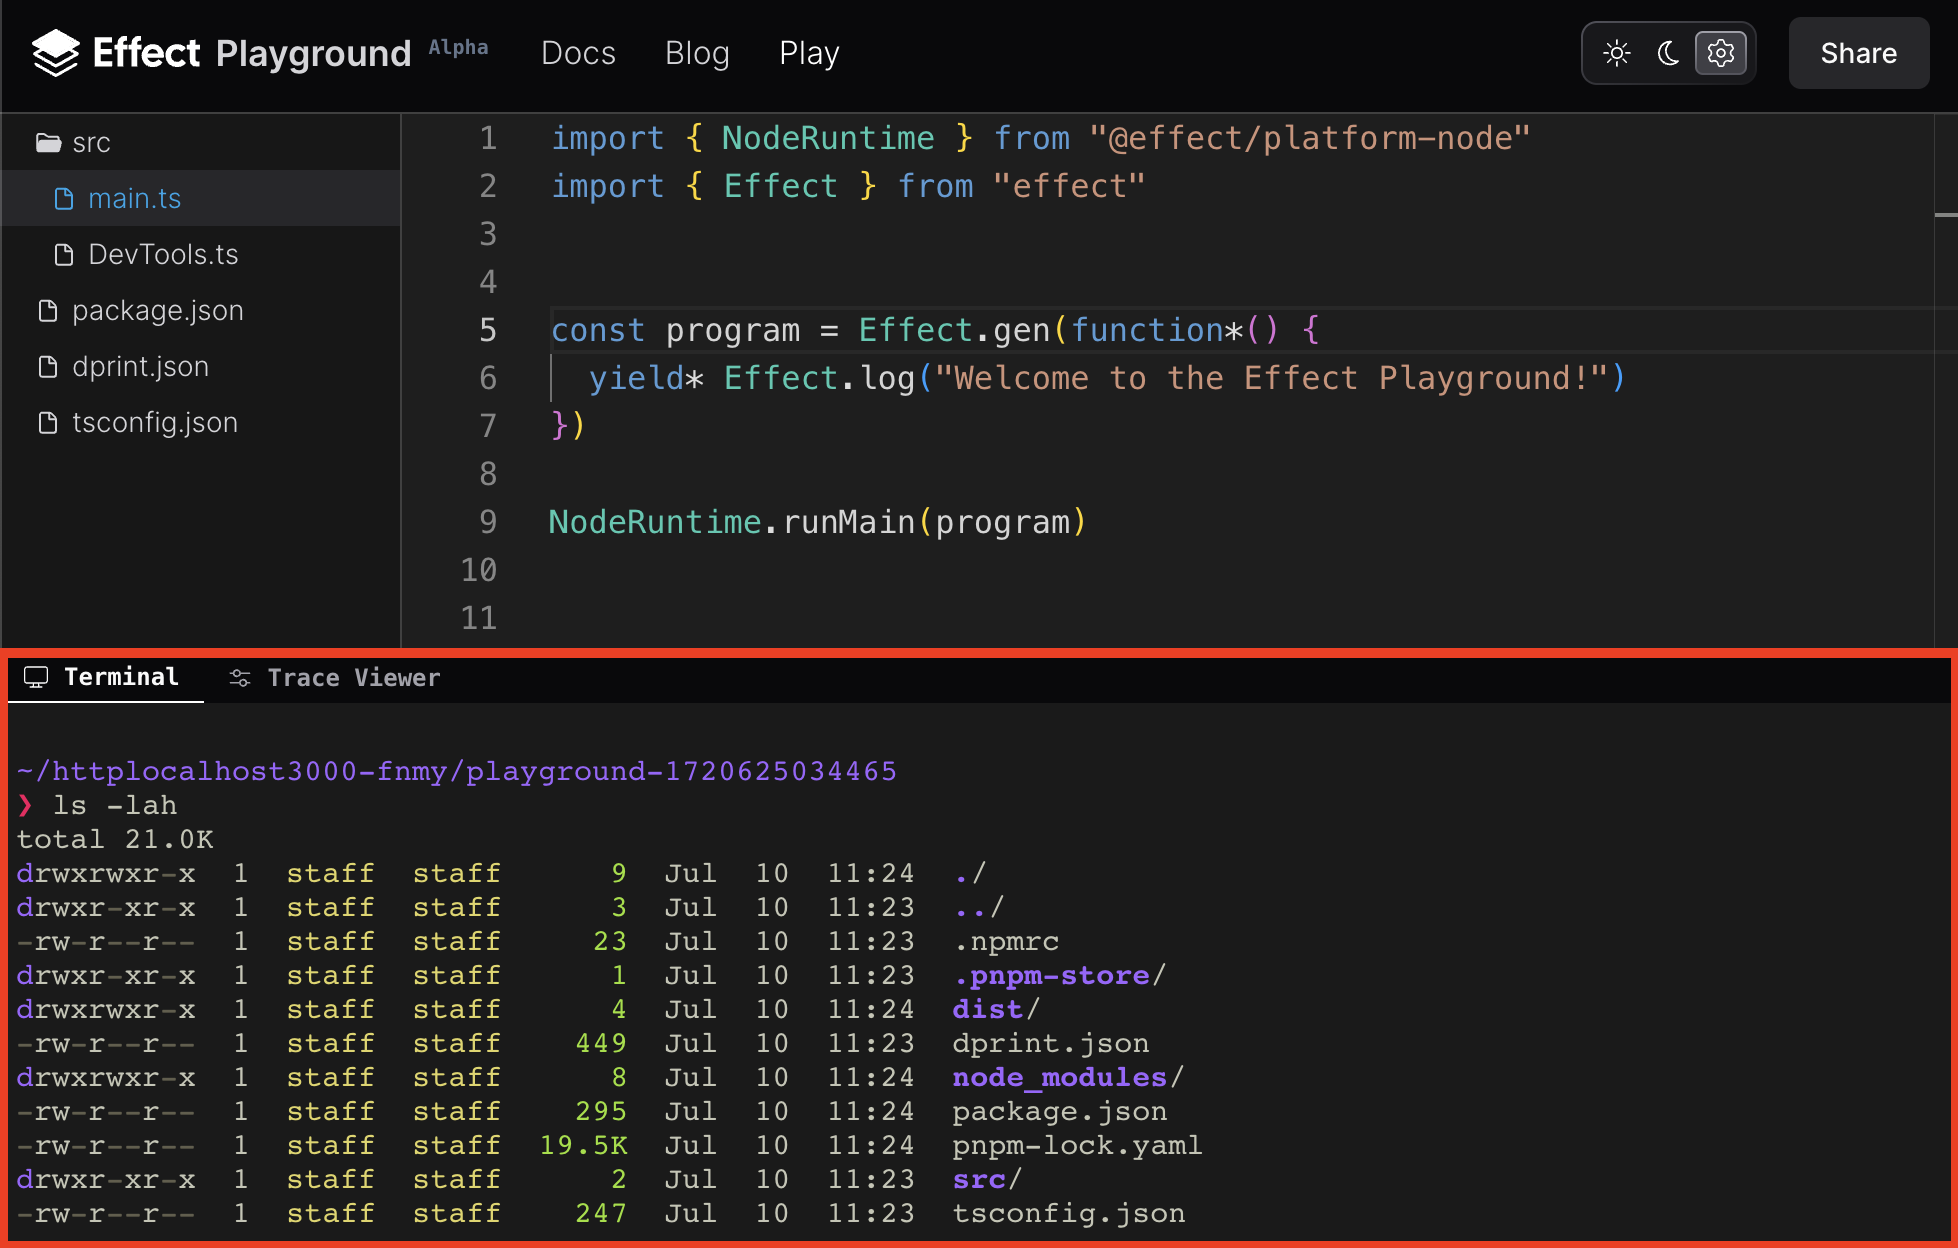 Effect Playground Alpha Docs Blog Play Share
src
main.ts
DevTools.ts
package.json
dprint.json
tsconfig.json
1 import { NodeRuntime } from "@effect/platform-node"
2 import { Effect } from "effect"
3
4
5 const program = Effect.gen(function*() {
6   yield* Effect.log("Welcome to the Effect Playground!")
7 })
8
9 NodeRuntime.runMain(program)
10
11
Terminal Trace Viewer
~/httplocalhost3000-fnmy/playground-1720625034465
❯ ls -lah
total 21.0K
drwxrwxr-x 1 staff staff 9 Jul 10 11:24 ./
drwxr-xr-x 1 staff staff 3 Jul 10 11:23 ../
-rw-r--r-- 1 staff staff 23 Jul 10 11:23 .npmrc
drwxr-xr-x 1 staff staff 1 Jul 10 11:23 .pnpm-store/
drwxrwxr-x 1 staff staff 4 Jul 10 11:24 dist/
-rw-r--r-- 1 staff staff 449 Jul 10 11:23 dprint.json
drwxrwxr-x 1 staff staff 8 Jul 10 11:24 node_modules/
-rw-r--r-- 1 staff staff 295 Jul 10 11:24 package.json
-rw-r--r-- 1 staff staff 19.5K Jul 10 11:24 pnpm-lock.yaml
drwxr-xr-x 1 staff staff 2 Jul 10 11:23 src/
-rw-r--r-- 1 staff staff 247 Jul 10 11:23 tsconfig.json